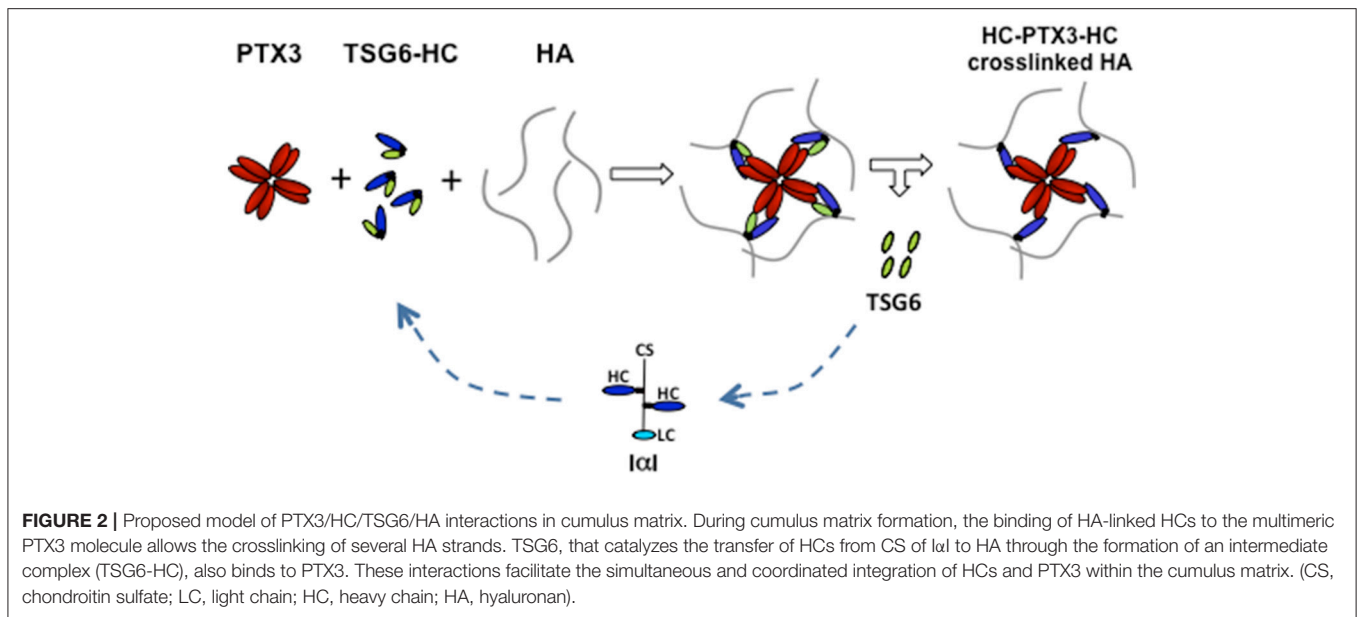 PTX3 TSG6-HC HA HC-PTX3-HC
crosslinked HA
+ +
TSG6
CS
HC
HC
LC
IαI
FIGURE 2 | Proposed model of PTX3/HC/TSG6/HA interactions in cumulus matrix. During cumulus matrix formation, the binding of HA-linked HCs to the multimeric
PTX3 molecule allows the crosslinking of several HA strands. TSG6, that catalyzes the transfer of HCs from CS of IαI to HA through the formation of an intermediate
complex (TSG6-HC), also binds to PTX3. These interactions facilitate the simultaneous and coordinated integration of HCs and PTX3 within the cumulus matrix. (CS,
chondroitin sulfate; LC, light chain; HC, heavy chain; HA, hyaluronan).